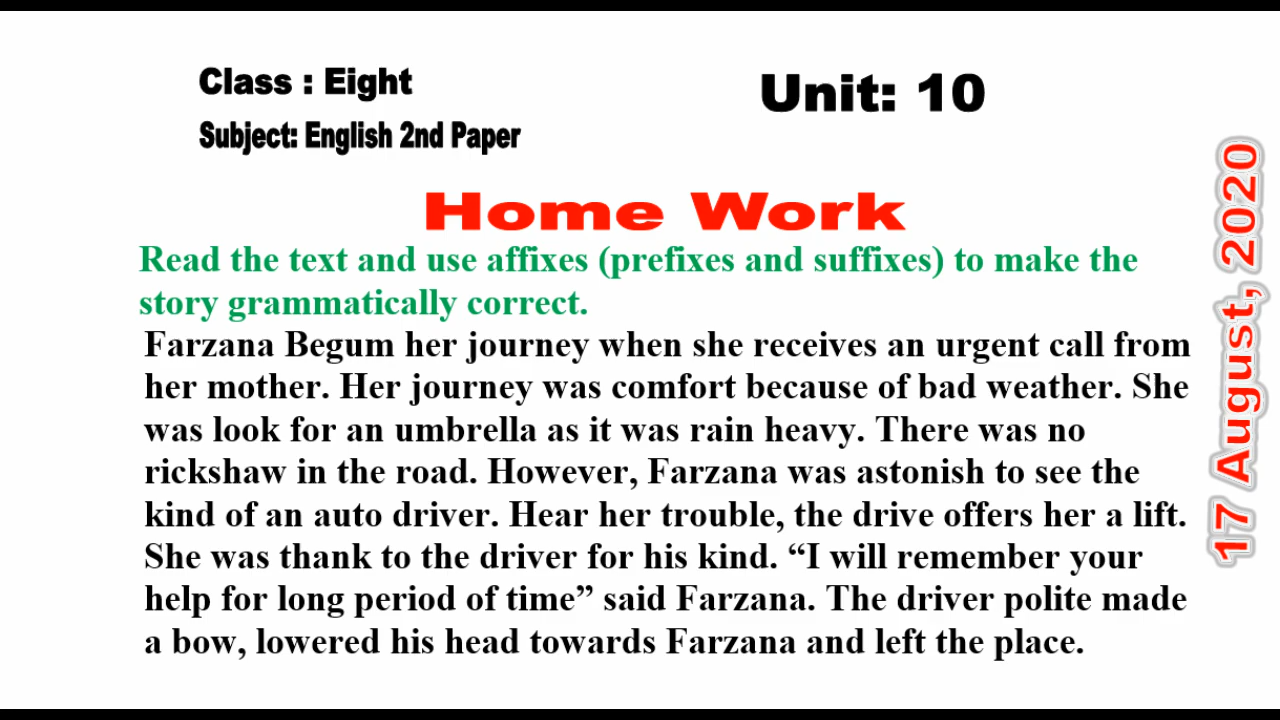 Class : Eight
Unit: 10
Subject: English 2nd Paper
Home Work
Read the text and use affixes (prefixes and suffixes) to make the
story grammatically correct.
Farzana Begum her journey when she receives an urgent call from
her mother. Her journey was comfort because of bad weather. She
was look for an umbrella as it was rain heavy. There was no
rickshaw in the road. However, Farzana was astonish to see the
kind of an auto driver. Hear her trouble, the drive offers her a lift.
She was thank to the driver for his kind. “I will remember your
help for long period of time” said Farzana. The driver polite made
a bow, lowered his head towards Farzana and left the place.
17 August, 2020